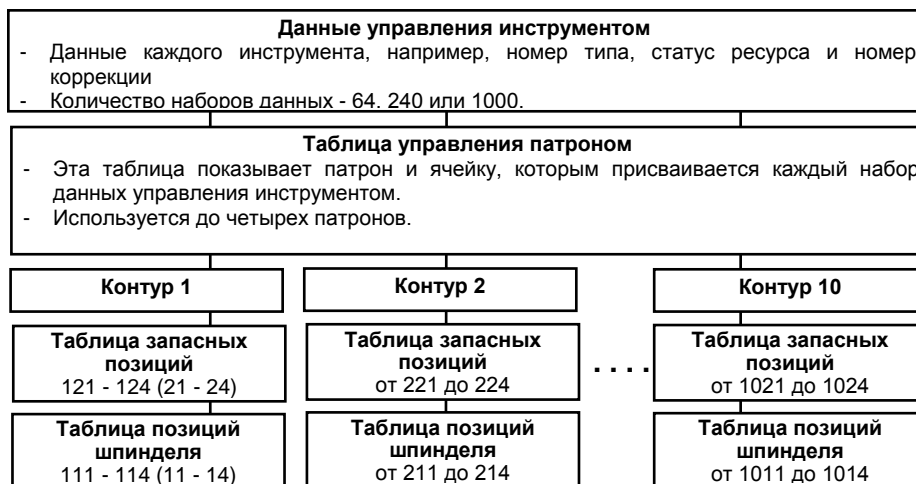 Данные управления инструментом
- Данные каждого инструмента, например, номер типа, статус ресурса и номер
коррекции
- Количество наборов данных - 64, 240 или 1000.
Таблица управления патроном
- Эта таблица показывает патрон и ячейку, которым присваивается каждый набор
данных управления инструментом.
- Используется до четырех патронов.
Контур 1
Контур 2
Контур 10
Таблица запасных
позиций
121 - 124 (21 - 24)
Таблица запасных
позиций
от 221 до 224
. . . .
Таблица запасных
позиций
от 1021 до 1024
Таблица позиций
шпинделя
111 - 114 (11 - 14)
Таблица позиций
шпинделя
от 211 до 214
Таблица позиций
шпинделя
от 1011 до 1014